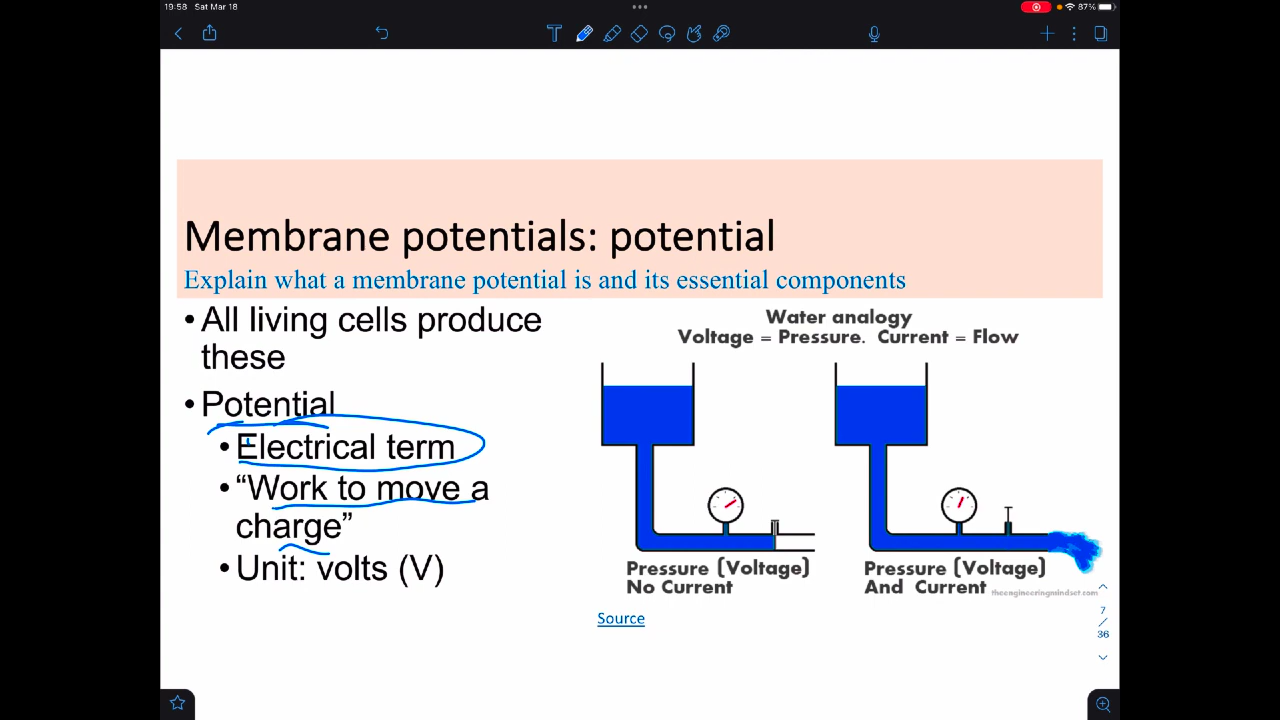 19:58 Sat Mar 18
87%
T
Membrane potentials: potential
Explain what a membrane potential is and its essential components
• All living cells produce
these
• Potential
• Electrical term
• “Work to move a
charge”
• Unit: volts (V)
Water analogy
Voltage = Pressure. Current = Flow
Pressure (Voltage)
No Current
Pressure (Voltage)
And Current
theengineeringmindset.com
Source
7
/
36